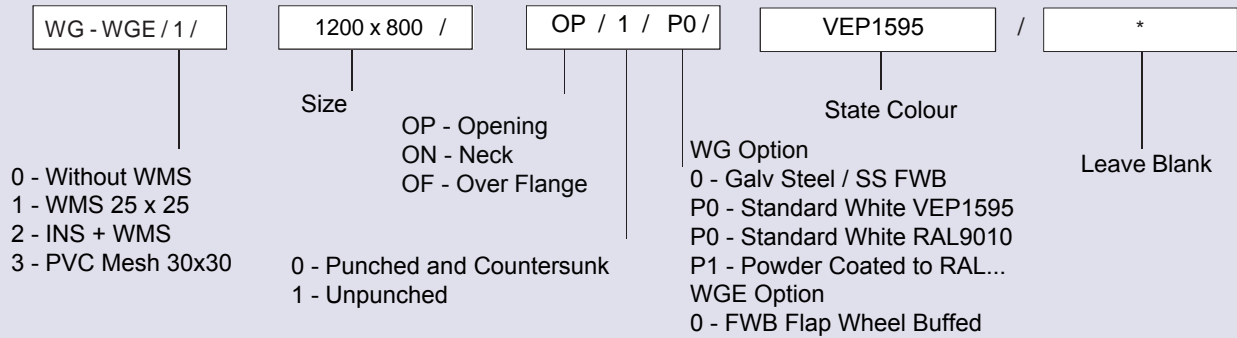 WG - WGE / 1 / 1200 x 800 / OP / 1 / P0 / VEP1595 / *
Size
OP - Opening
ON - Neck
OF - Over Flange
State Colour
Leave Blank
0 - Without WMS
1 - WMS 25 x 25
2 - INS + WMS
3 - PVC Mesh 30x30
0 - Punched and Countersunk
1 - Unpunched
WG Option
0 - Galv Steel / SS FWB
P0 - Standard White VEP1595
P0 - Standard White RAL9010
P1 - Powder Coated to RAL...
WGE Option
0 - FWB Flap Wheel Buffed